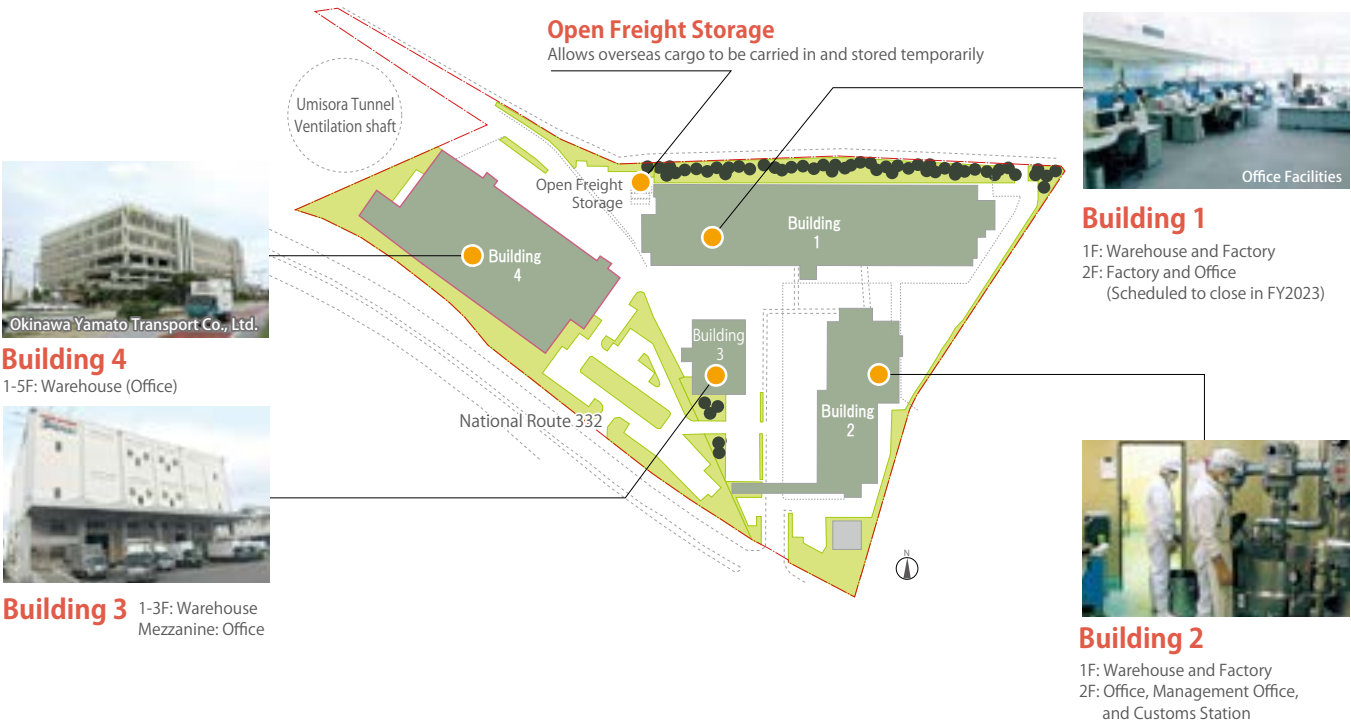 Open Freight Storage
Allows overseas cargo to be carried in and stored temporarily
Umisora Tunnel
Ventilation shaft
Office Facilities
Open Freight
Storage
Building
1
Building 1
1F: Warehouse and Factory
2F: Factory and Office
(Scheduled to close in FY2023)
Building
4
Okinawa Yamato Transport Co., Ltd.
Building 4
1-5F: Warehouse (Office)
Building
3
National Route 332
Building
2
N
Building 3
1-3F: Warehouse
Mezzanine: Office
Building 2
1F: Warehouse and Factory
2F: Office, Management Office,
and Customs Station